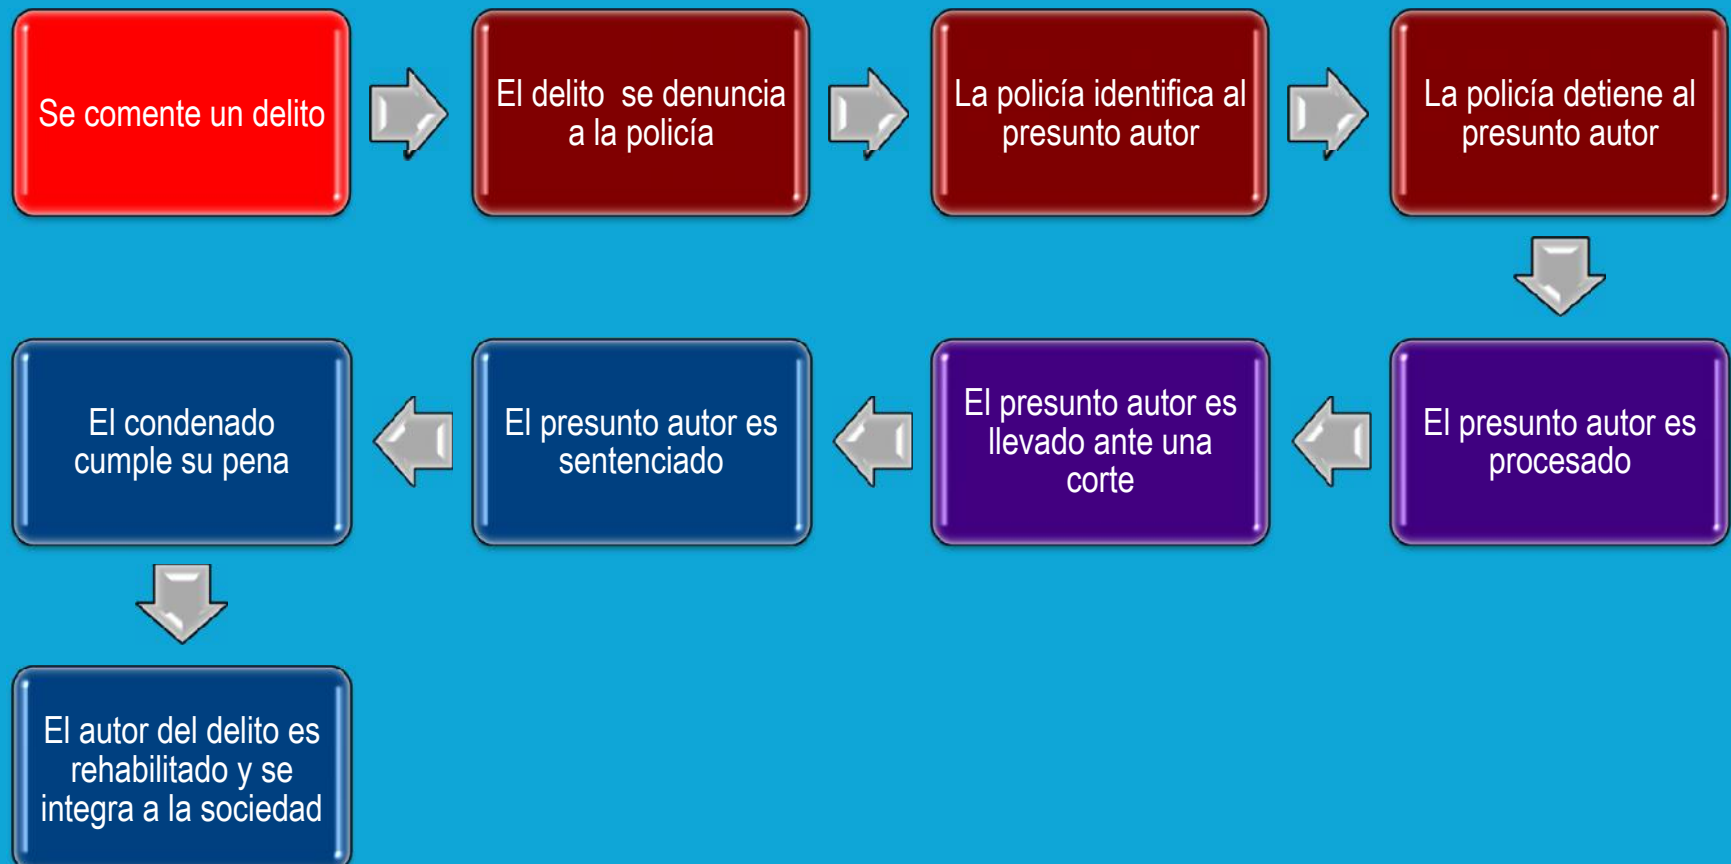 Se comente un delito
El delito  se denuncia
a la policía
La policía identifica al
presunto autor
La policía detiene al
presunto autor
El presunto autor es
procesado
El presunto autor es
llevado ante una
corte
El presunto autor es
sentenciado
El condenado
cumple su pena
El autor del delito es
rehabilitado y se
integra a la sociedad